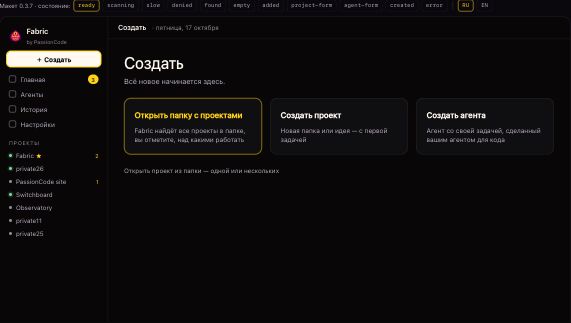 Макет 0.3.7 · состояние: ready scanning slow denied found empty added project-form agent-form created error RU EN
Fabric
by PassionCode
+ Создать
Главная 3
Агенты
История
Настройки
ПРОЕКТЫ
Fabric ★ 2
private26
PassionCode site 1
Switchboard
Observatory
private11
private25
Создать · пятница, 17 октября
Создать
Всё новое начинается здесь.
Открыть папку с проектами
Fabric найдёт все проекты в папке,
вы отметите, над какими работать
Создать проект
Новая папка или идея — с первой
задачей
Создать агента
Агент со своей задачей, сделанный
вашим агентом для кода
Открыть проект из папки — одной или нескольких